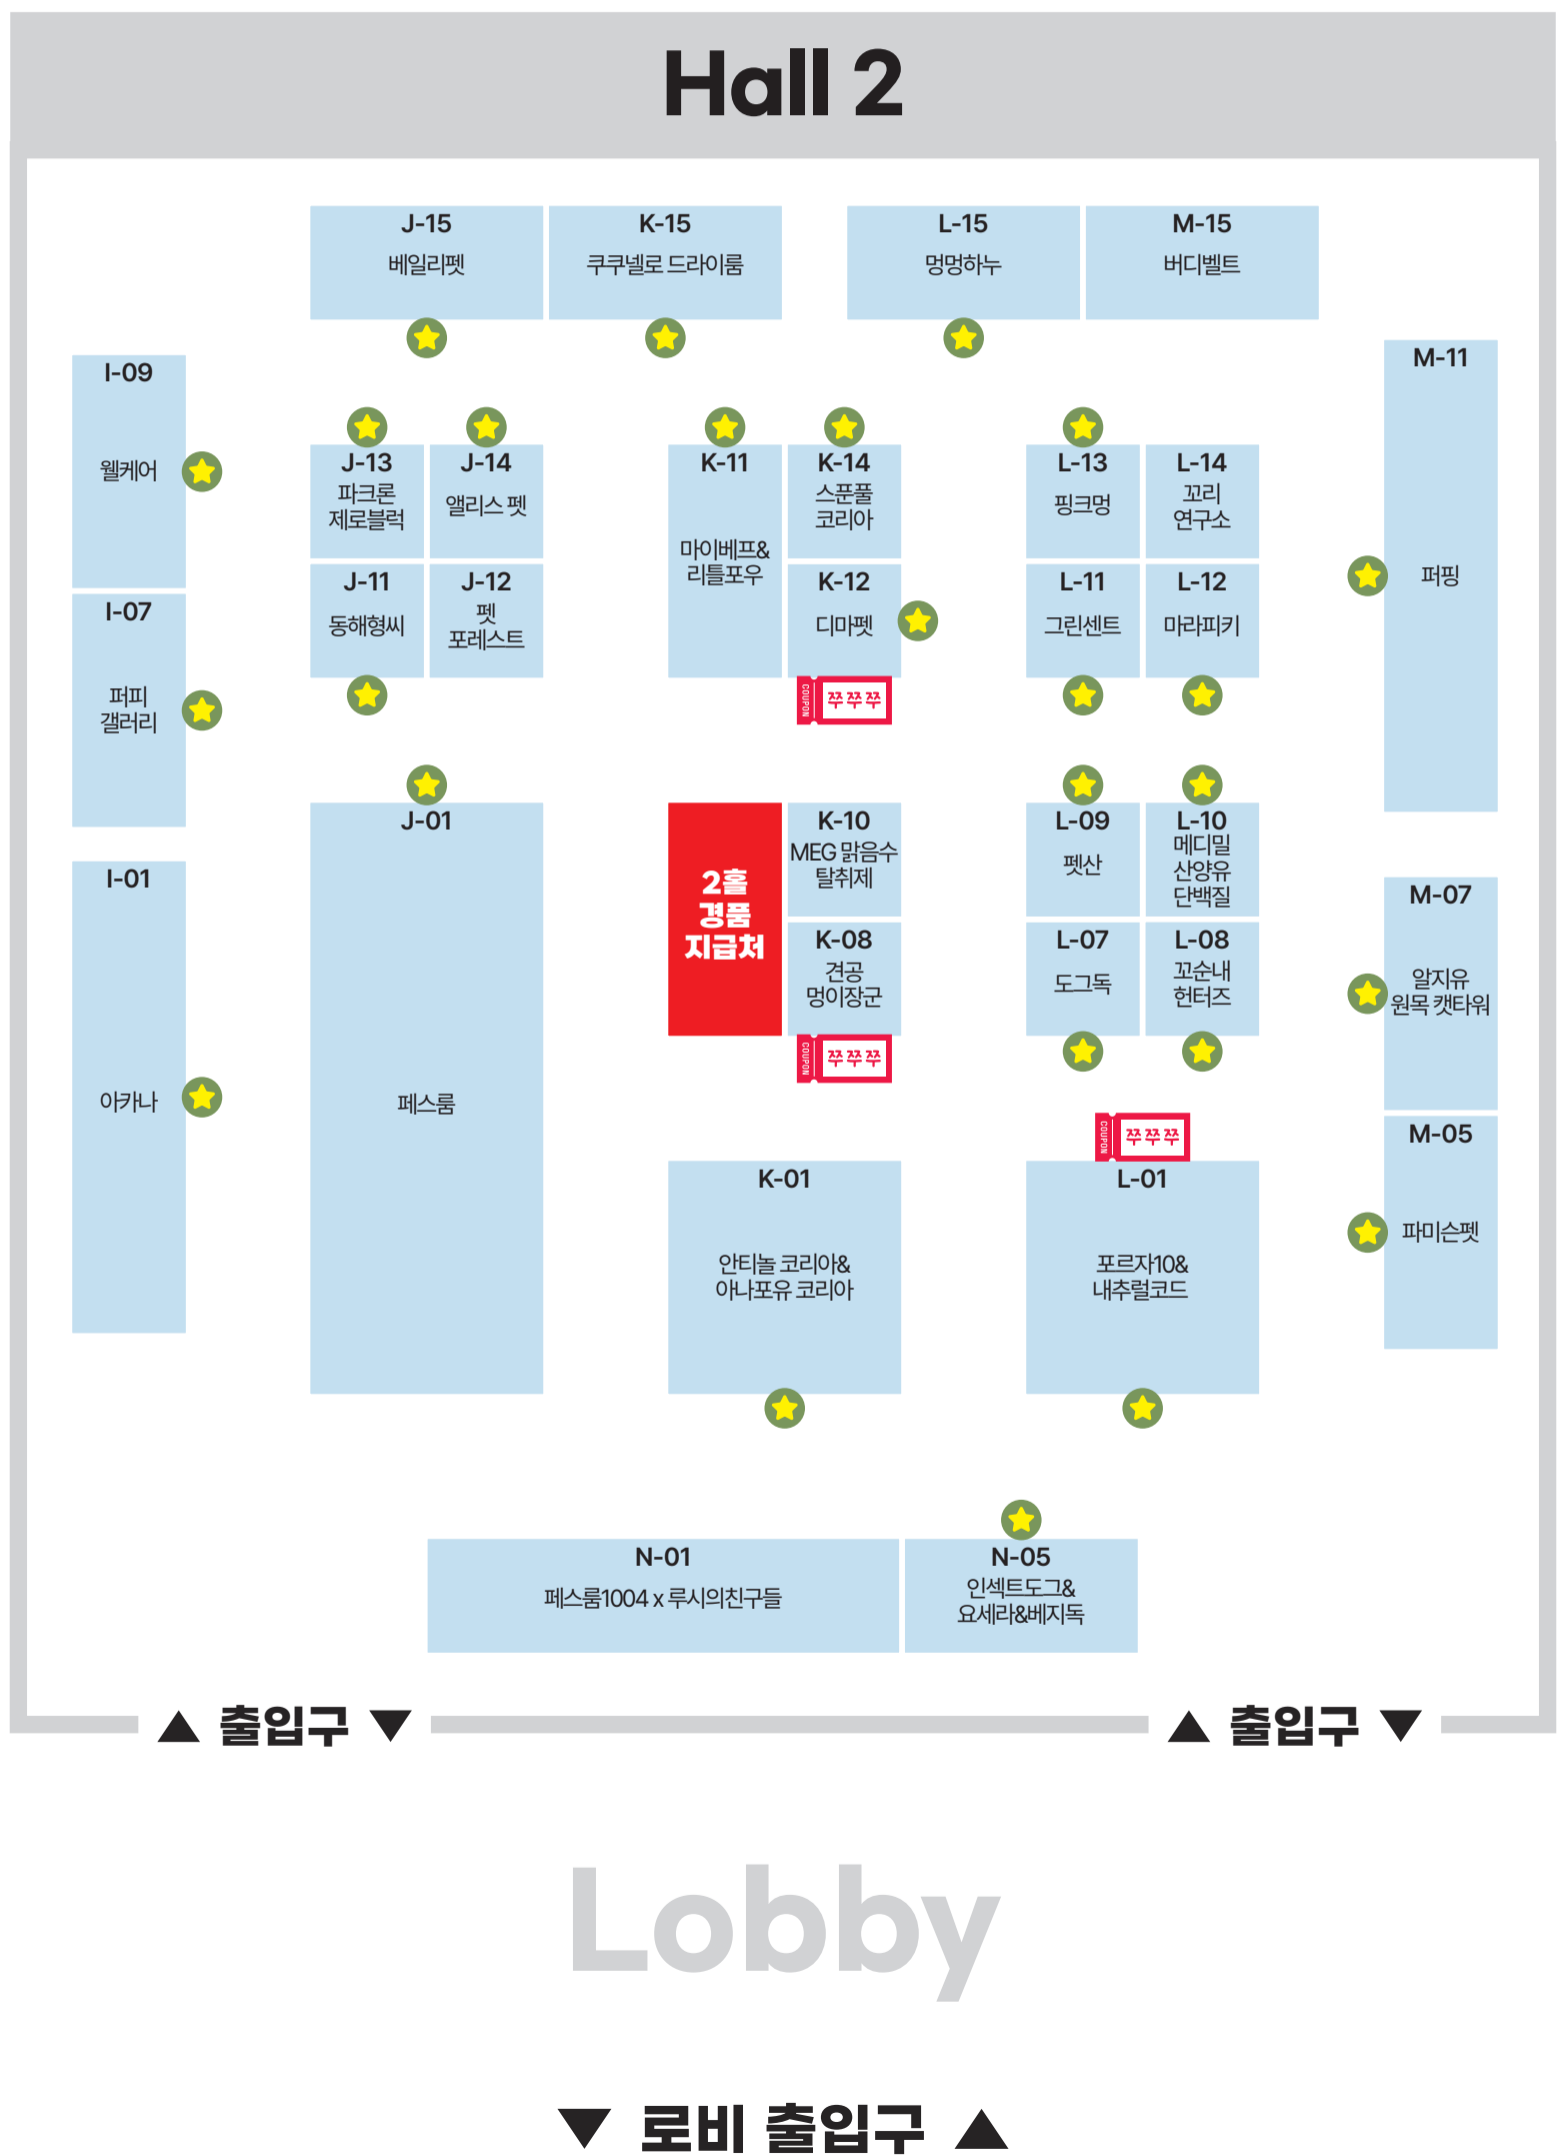 Hall 2
J-15
베일리펫
K-15
쿠쿠넬로 드라이룸
L-15
멍멍하누
M-15
버디벨트
I-09
웰케어
M-11
퍼핑
J-13
파크론
제로블럭
J-14
앨리스 펫
K-11
마이베프&
리틀포우
K-14
스푼풀
코리아
L-13
핑크멍
L-14
꼬리
연구소
J-11
동해형씨
J-12
펫
포레스트
K-12
디마펫
L-11
그린센트
L-12
마라피키
I-07
퍼피
갤러리
COUPON
쭈쭈쭈
J-01
페스룸
2홀
경품
지급처
K-10
MEG 맑음수
탈취제
L-09
펫산
L-10
메디밀
산양유
단백질
I-01
아카나
M-07
알지유
원목 캣타워
K-08
견공
멍이장군
L-07
도그독
L-08
꼬순내
헌터즈
COUPON
쭈쭈쭈
COUPON
쭈쭈쭈
M-05
파미슨펫
K-01
안티놀 코리아&
아나포유 코리아
L-01
포르자10&
내추럴코드
N-01
페스룸1004 x 루시의친구들
N-05
인섹트도그&
요세라&베지독
▲ 출입구 ▼
▲ 출입구 ▼
Lobby
▼ 로비 출입구 ▲